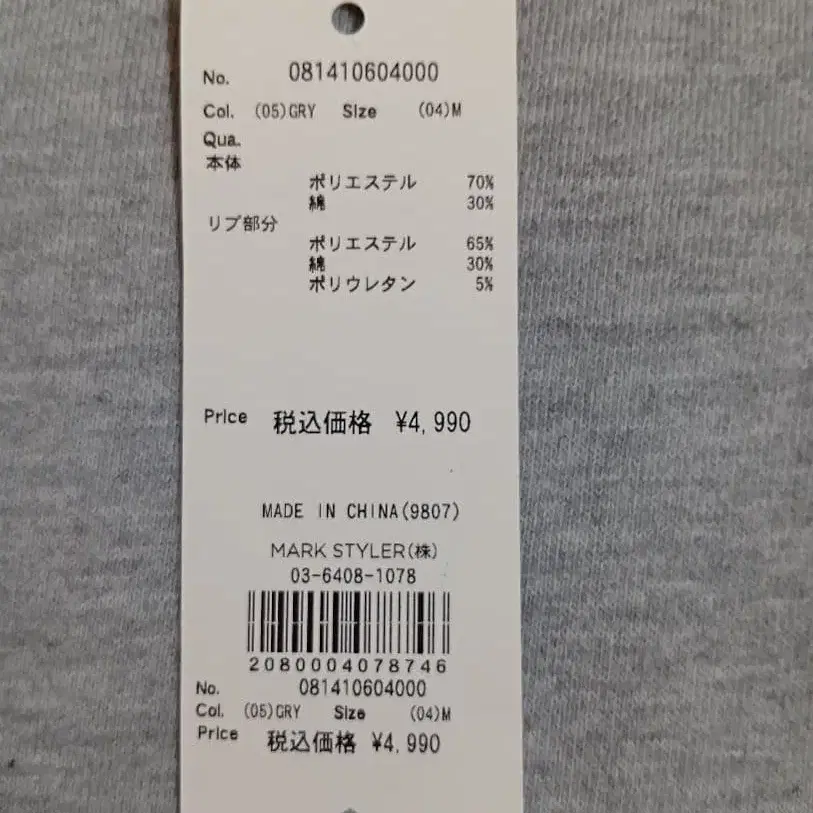 No. 081410604000
Col. (05)GRY Size (04)M
Qua.
本体
ポリエステル 70%
綿 30%
リブ部分
ポリエステル 65%
綿 30%
ポリウレタン 5%
Price 税込価格 ¥4,990
MADE IN CHINA(9807)
MARK STYLER(株)
03-6408-1078
2080004078746
No. 081410604000
Col. (05)GRY Size (04)M
Price 税込価格 ¥4,990